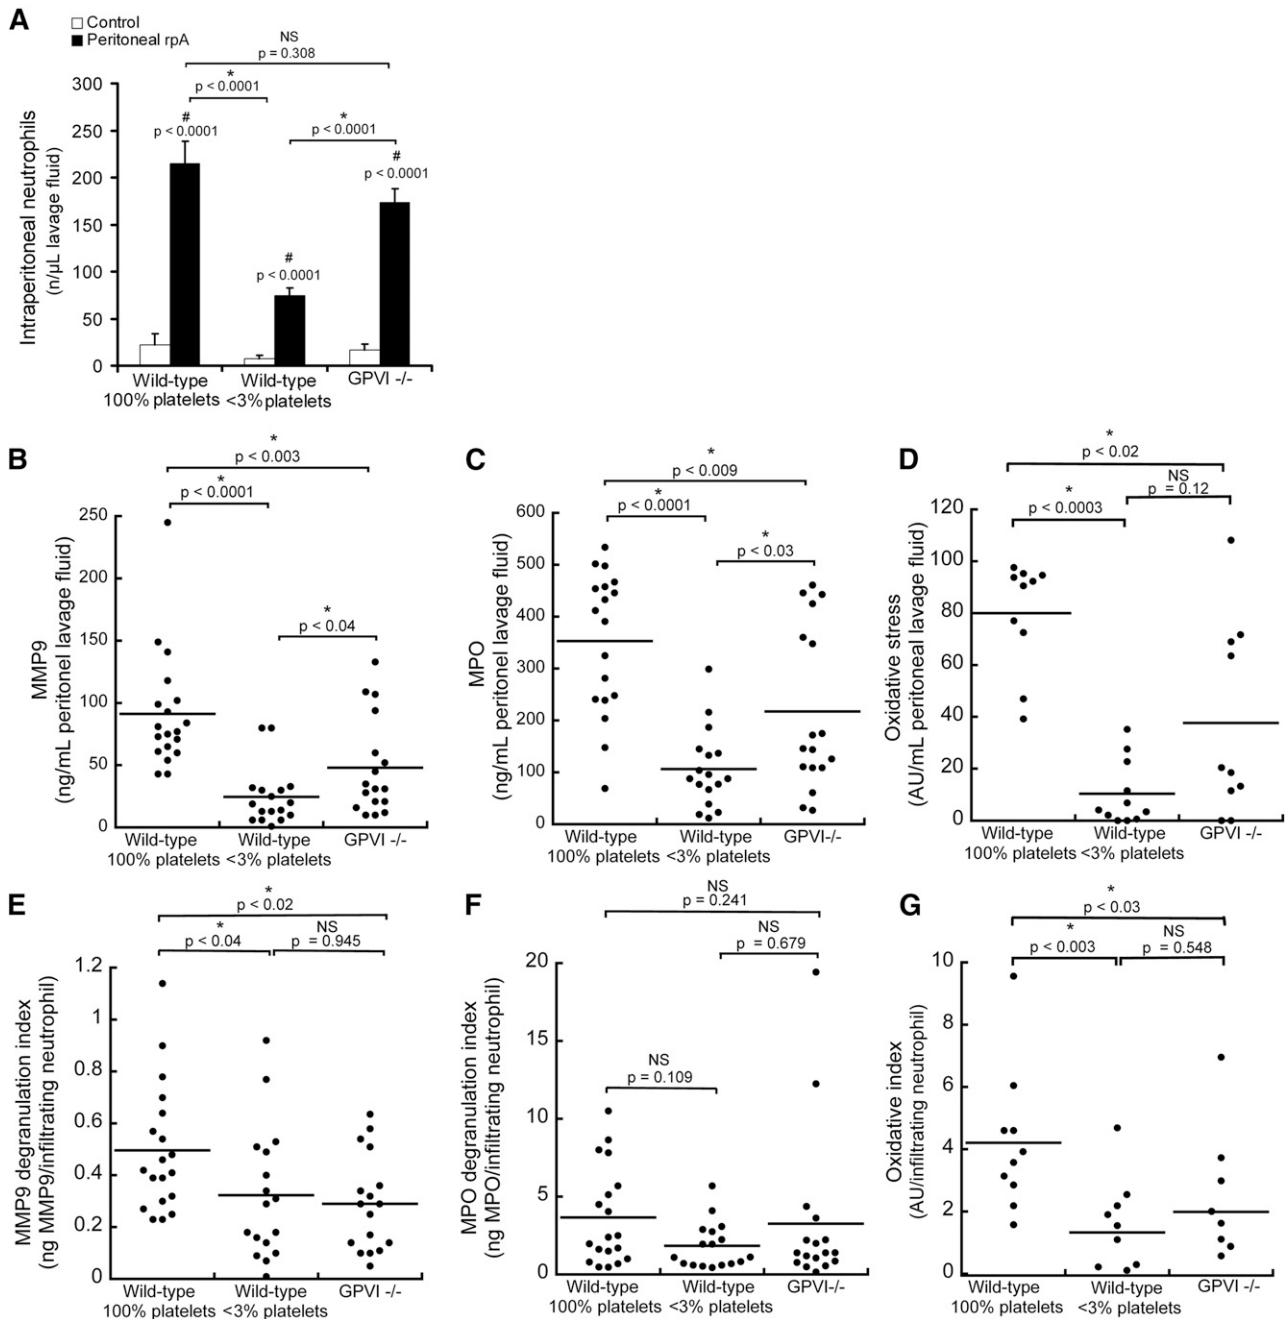 A
Control
Peritoneal rpA
NS
p = 0.308
*
p < 0.0001
*
p < 0.0001
#
p < 0.0001
#
p < 0.0001
#
p < 0.0001
300
250
200
150
100
50
0
Intraperitoneal neutrophils
(n/µL lavage fluid)
Wild-type
100% platelets
Wild-type
<3% platelets
GPVI -/-
B
*
p < 0.003
*
p < 0.0001
*
p < 0.04
250
200
150
100
50
0
MMP9
(ng/mL peritonel lavage fluid)
Wild-type
100% platelets
Wild-type
<3% platelets
GPVI -/-
C
*
p < 0.009
*
p < 0.0001
*
p < 0.03
600
500
400
300
200
100
0
MPO
(ng/mL peritonel lavage fluid)
Wild-type
100% platelets
Wild-type
<3% platelets
GPVI-/-
D
*
p < 0.02
NS
p = 0.12
*
p < 0.0003
120
100
80
60
40
20
0
Oxidative stress
(AU/mL peritoneal lavage fluid)
Wild-type
100% platelets
Wild-type
<3% platelets
GPVI -/-
E
*
p < 0.02
*
p < 0.04
NS
p = 0.945
1.2
1
0.8
0.6
0.4
0.2
0
MMP9 degranulation index
(ng MMP9/infiltrating neutrophil)
Wild-type
100% platelets
Wild-type
<3% platelets
GPVI -/-
F
NS
p = 0.241
NS
p = 0.679
NS
p = 0.109
20
15
10
5
0
MPO degranulation index
(ng MPO/infiltrating neutrophil)
Wild-type
100% platelets
Wild-type
<3% platelets
GPVI -/-
G
*
p < 0.03
*
p < 0.003
NS
p = 0.548
10
8
6
4
2
0
Oxidative index
(AU/infiltrating neutrophil)
Wild-type
100% platelets
Wild-type
<3% platelets
GPVI -/-